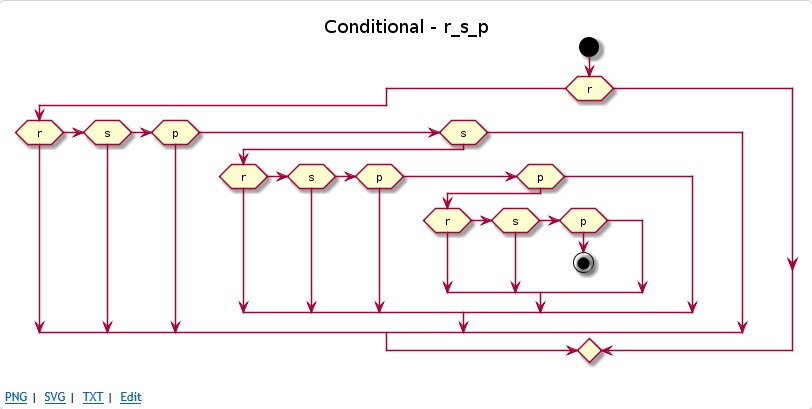 Conditional - r_s_p
r
r s p s
r s p p
r s p
PNG | SVG | TXT | Edit